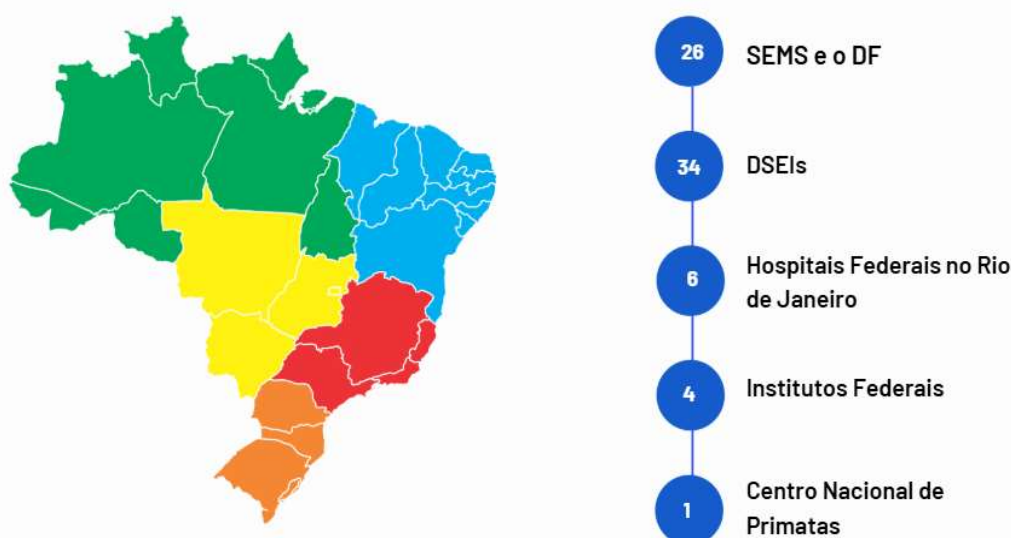 26
SEMS e o DF
34
DSEIs
6
Hospitais Federais no Rio
de Janeiro
4
Institutos Federais
1
Centro Nacional de
Primatas